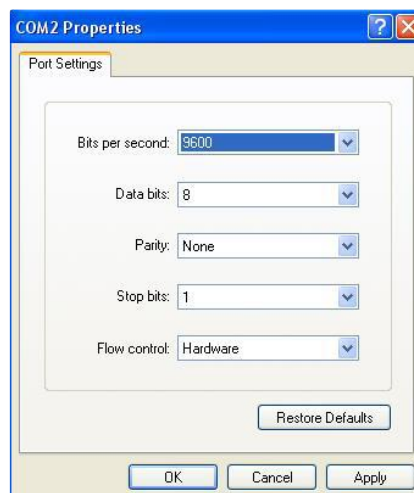 COM2 Properties
Port Settings
Bits per second: 9600
Data bits: 8
Parity: None
Stop bits: 1
Flow control: Hardware
Restore Defaults
OK Cancel Apply